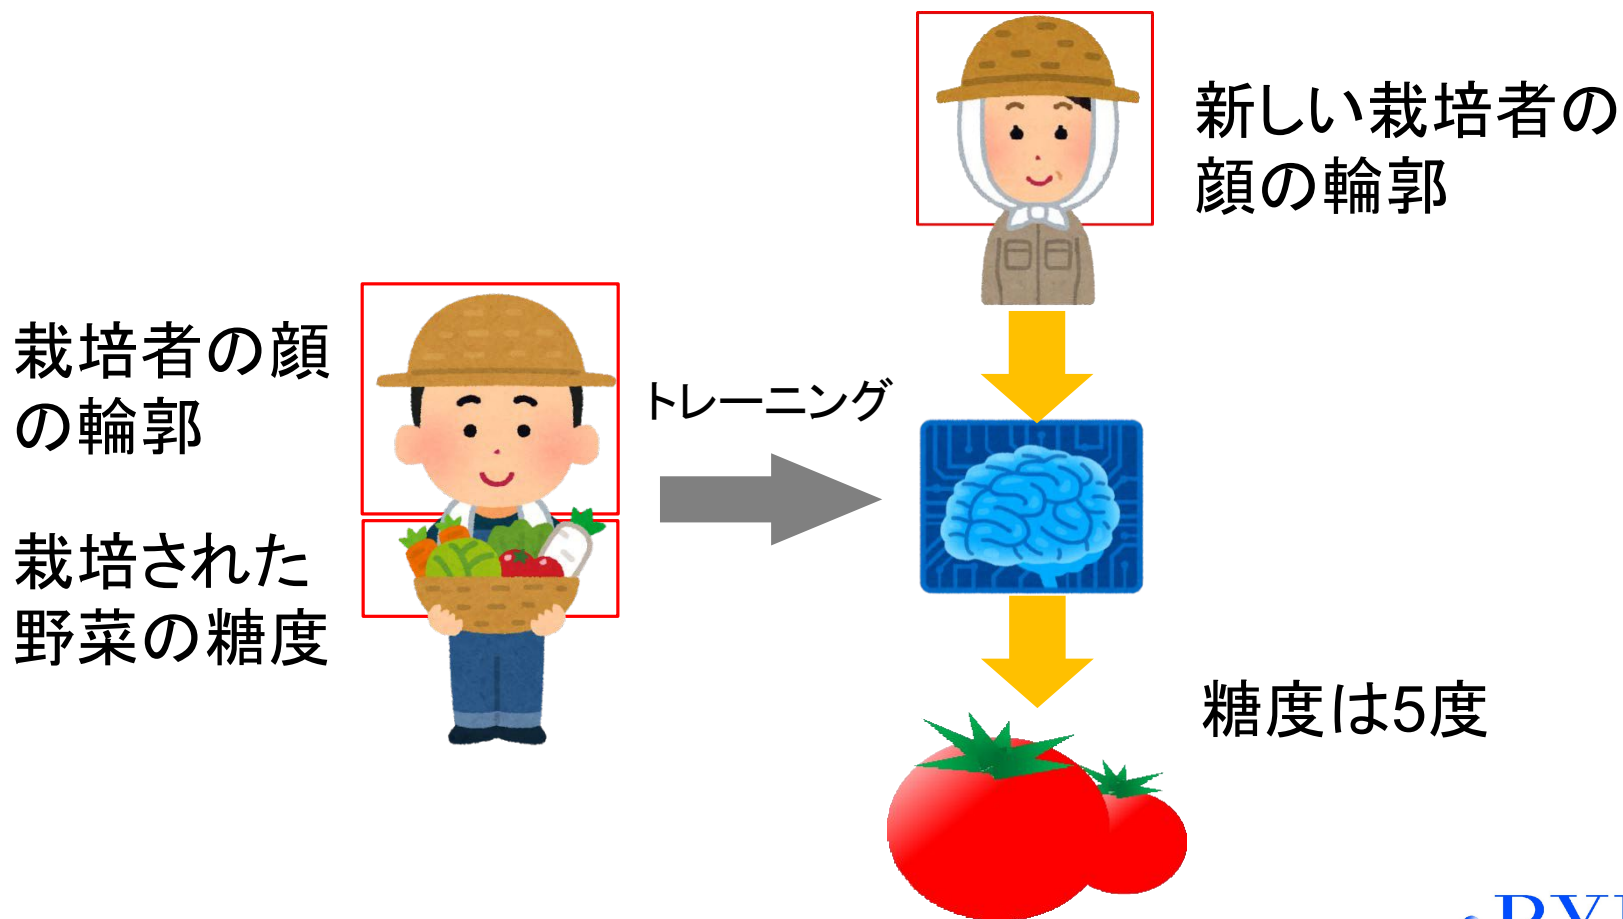 新しい栽培者の
顔の輪郭
栽培者の顔
の輪郭
トレーニング
栽培された
野菜の糖度
糖度は5度